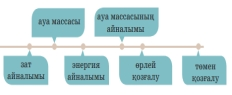 ауа массасы
ауа массасының
айналымы
зат
айналымы
энергия
айналымы
өрлей
қозғалу
төмен
қозғалу